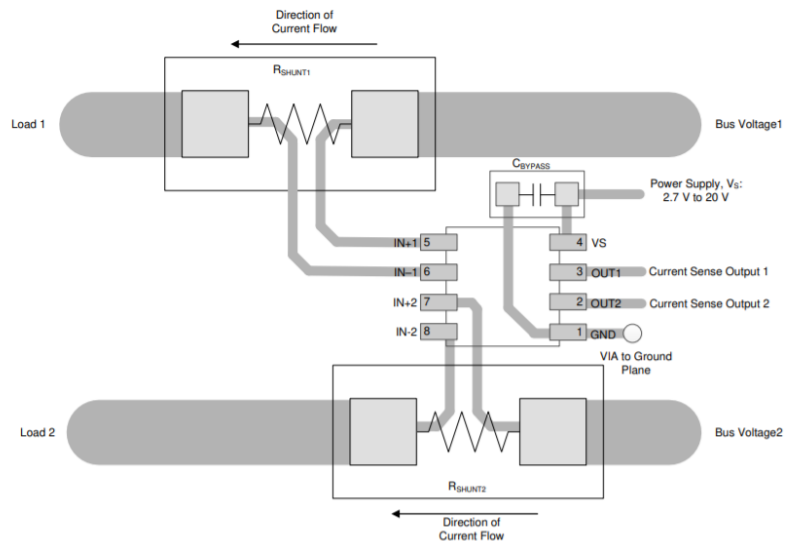 Direction of
Current Flow
RSHUNT1
Load 1
Bus Voltage1
CBYPASS
Power Supply, VS:
2.7 V to 20 V
IN+1 5
4 VS
IN–1 6
3 OUT1 Current Sense Output 1
IN+2 7
2 OUT2 Current Sense Output 2
IN-2 8
1 GND
VIA to Ground
Plane
Load 2
Bus Voltage2
RSHUNT2
Direction of
Current Flow